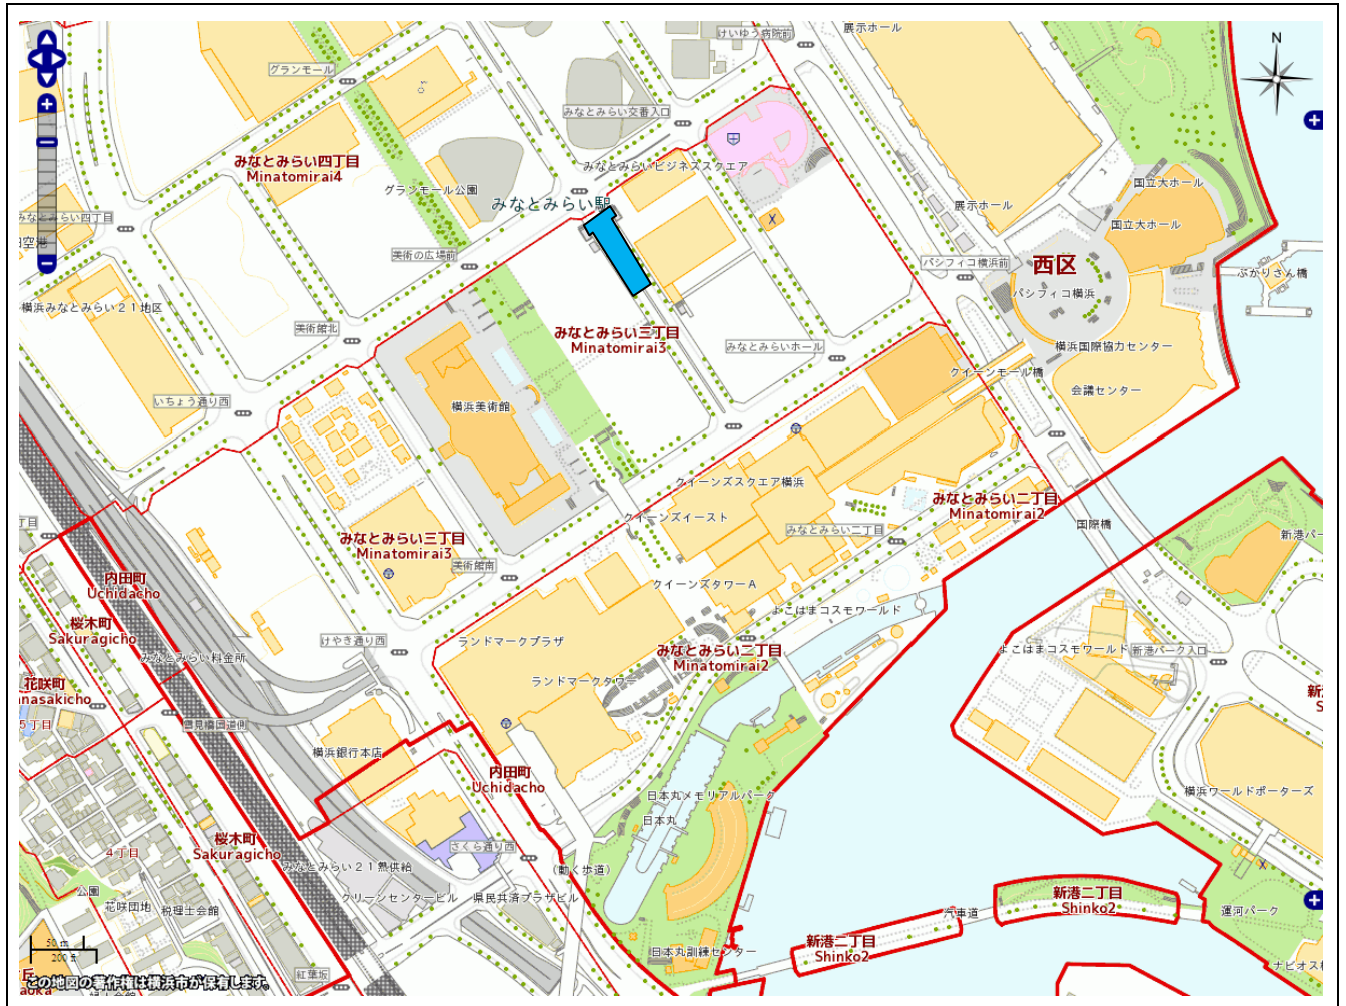 けいゆう病院前
展示ホール
N
グランモール
みなとみらい交番入口
みなとみらい四丁目
Minatomirai4
みなとみらいビジネススクエア
グランモール公園
国立大ホール
みなとみらい駅
展示ホール
みなとみらい四丁目
国立大ホール
美術の広場前
パシフィコ横浜前
西区
ぶかりさん橋
パシフィコ横浜
横浜みなとみらい21地区
美術館北
みなとみらい三丁目
Minatomirai3
みなとみらいホール
横浜国際協力センター
クイーンモール橋
会議センター
いちょう通り西
横浜美術館
クイーンズスクエア横浜
みなとみらい二丁目
Minatomirai2
クイーンズイースト
みなとみらい二丁目
国際橋
みなとみらい三丁目
Minatomirai3
美術館南
内田町
Uchidacho
クイーンズタワーA
よこはまコスモワールド
桜木町
Sakuragicho
けやき通り西
ランドマークプラザ
みなとみらい二丁目
Minatomirai2
よこはまコスモワールド
新港パーク入口
みなとみらい料金所
花咲町
nasakicho
ランドマークタワー
5丁目
雪見橋国道側
横浜銀行本店
内田町
Uchidacho
日本丸メモリアルパーク
横浜ワールドポーターズ
日本丸
桜木町
Sakuragicho
4丁目
さくら通り西
みなとみらい21熱供給
(動く歩道)
公園
花咲団地
税理士会館
クリーンセンタービル
県民共済プラザビル
新港二丁目
Shinko2
汽車道
運河パーク
新港二丁目
Shinko2
50 m
200 ft
日本丸訓練センター
紅葉坂
この地図の著作権は横浜市が保有します。